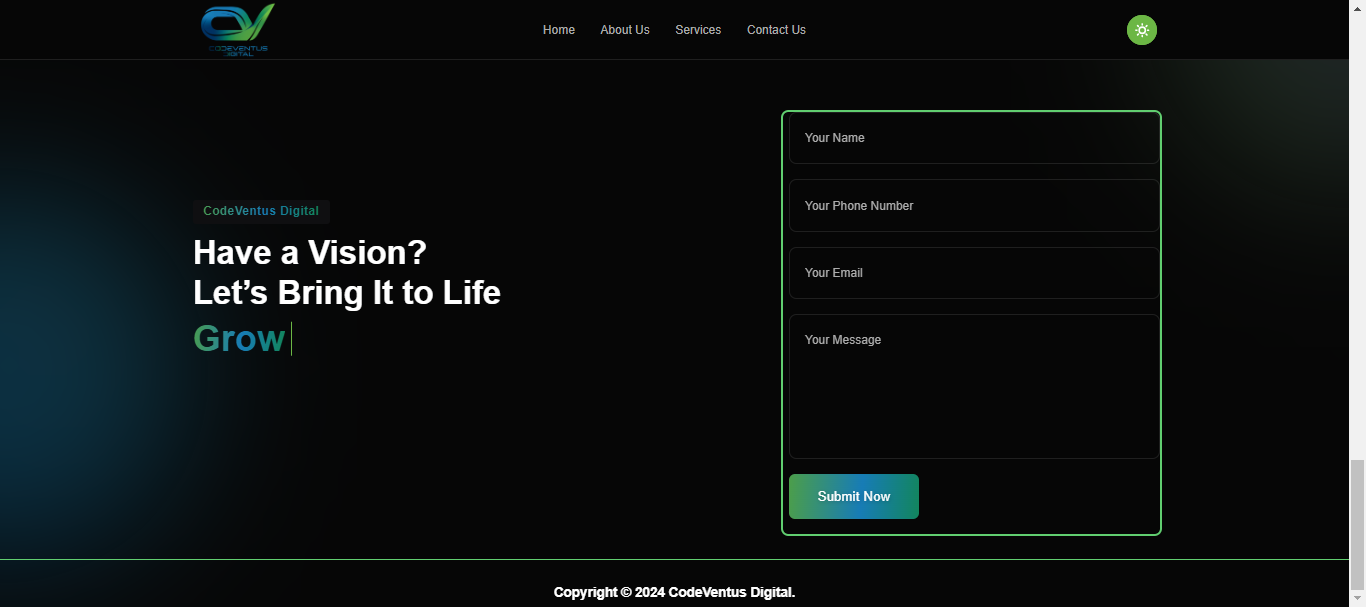 CODEVENTUS
DIGITAL
Home
About Us
Services
Contact Us
CodeVentus Digital
Have a Vision?
Let’s Bring It to Life
Grow
Your Name
Your Phone Number
Your Email
Your Message
Submit Now
Copyright © 2024 CodeVentus Digital.